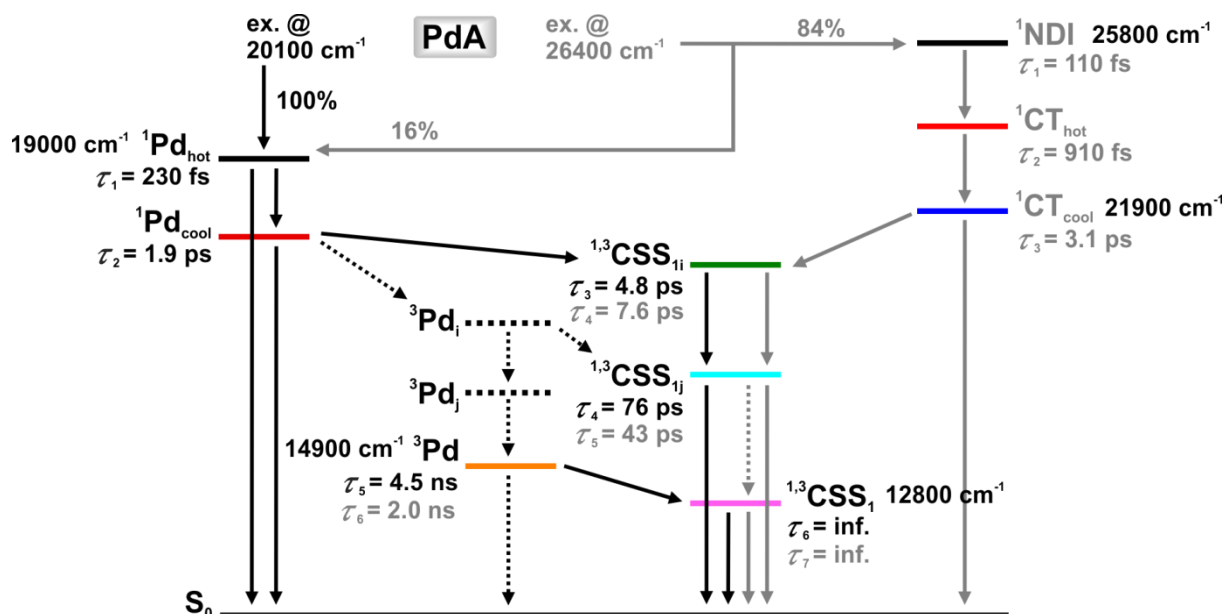 ex. @
20100 cm⁻¹
PdA
ex. @
26400 cm⁻¹
84%
¹NDI 25800 cm⁻¹
τ₁ = 110 fs
100%
16%
¹CT_hot
τ₂ = 910 fs
19000 cm⁻¹ ¹Pd_hot
τ₁ = 230 fs
¹CT_cool 21900 cm⁻¹
τ₃ = 3.1 ps
¹Pd_cool
τ₂ = 1.9 ps
¹,³CSS₁ᵢ
τ₃ = 4.8 ps
τ₄ = 7.6 ps
³Pdᵢ
¹,³CSS₁ⱼ
τ₄ = 76 ps
τ₅ = 43 ps
³Pdⱼ
14900 cm⁻¹ ³Pd
τ₅ = 4.5 ns
τ₆ = 2.0 ns
¹,³CSS₁ 12800 cm⁻¹
τ₆ = inf.
τ₇ = inf.
S₀